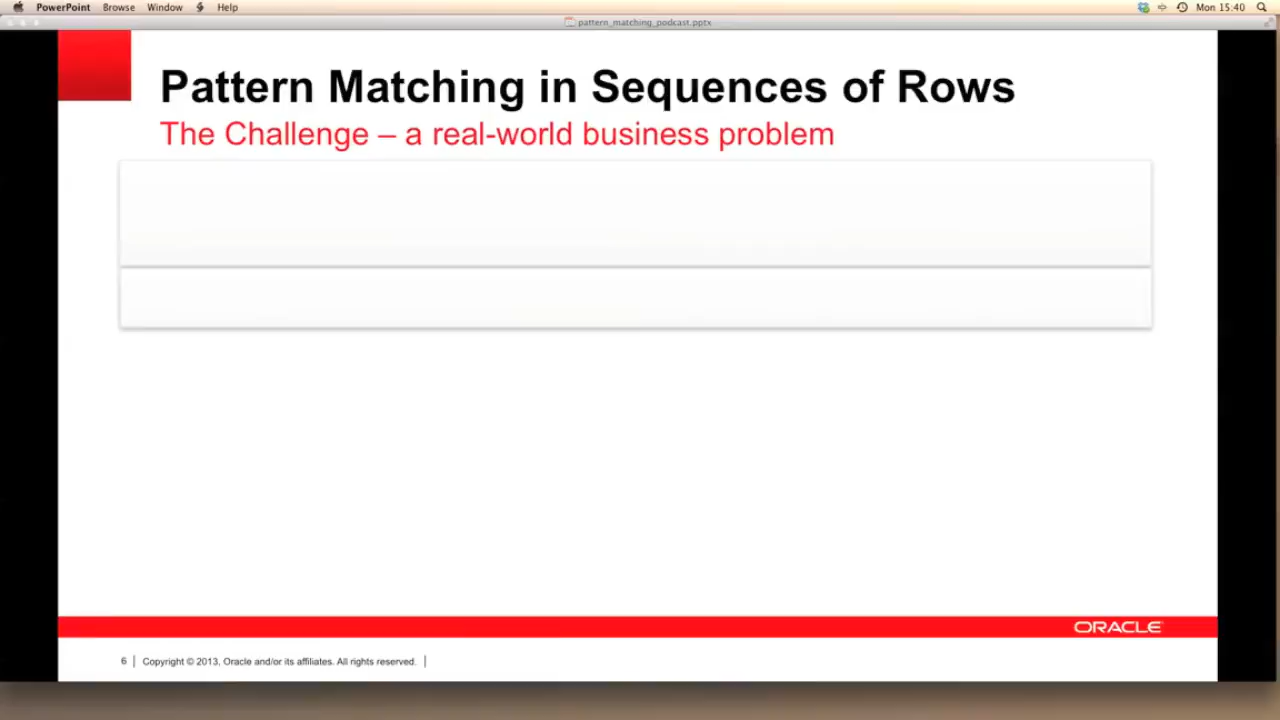 PowerPoint Browse Window Help Mon 15:40
pattern_matching_podcast.pptx
Pattern Matching in Sequences of Rows
The Challenge – a real-world business problem
ORACLE
6 Copyright © 2013, Oracle and/or its affiliates. All rights reserved.